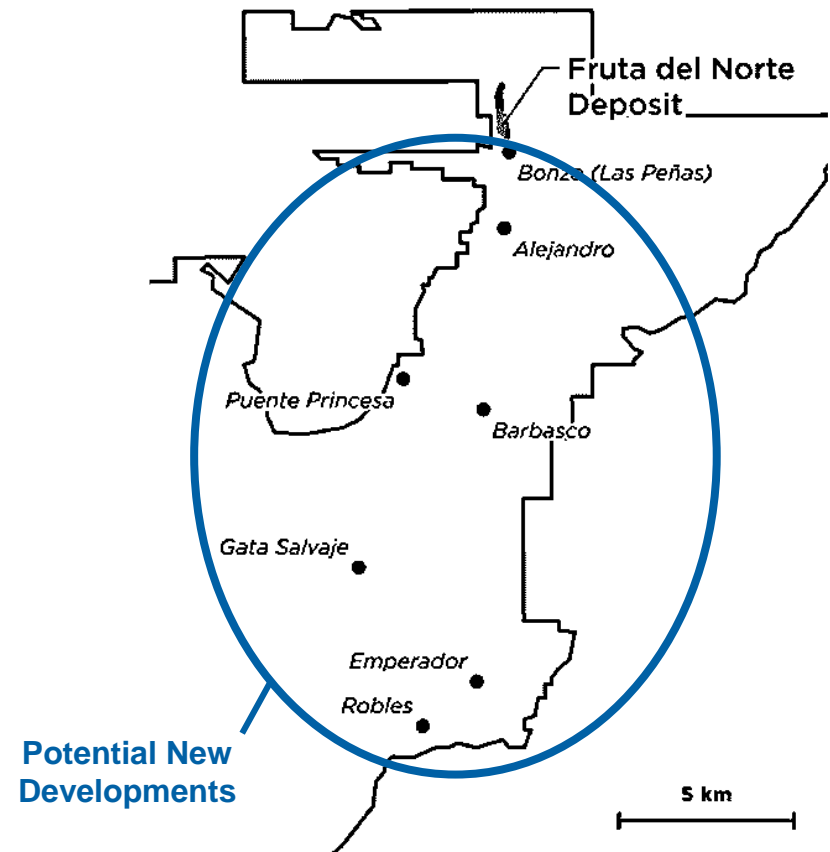 Fruta del Norte
Deposit
Bonza (Las Peñas)
Alejandro
Puente Princesa
Barbasco
Gata Salvaje
Emperador
Robles
Potential New
Developments
5 km